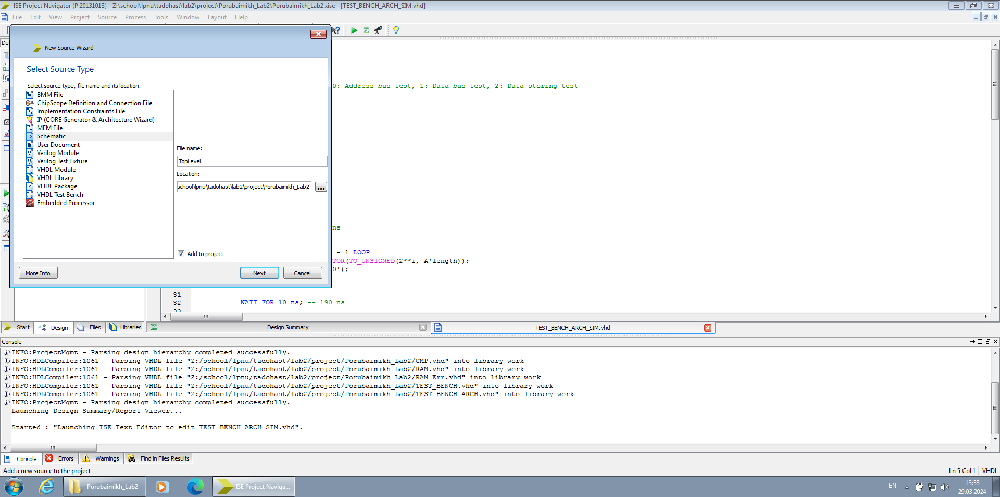 ISE Project Navigator (P.20131013) - Z:\school\lpnu\tadohast\lab2\project\Porubaimikh_Lab2\Porubaimikh_Lab2.xise - [TEST_BENCH_ARCH_SIM.vhd]
File Edit View Project Source Process Tools Window Layout Help
New Source Wizard
Select Source Type
Select source type, file name and its location.
BMM File
ChipScope Definition and Connection File
Implementation Constraints File
IP (CORE Generator & Architecture Wizard)
MEM File
Schematic
User Document
Verilog Module
Verilog Test Fixture
VHDL Module
VHDL Library
VHDL Package
VHDL Test Bench
Embedded Processor
File name:
TopLevel
Location:
school\lpnu\tadohast\lab2\project\Porubaimikh_Lab2
...
Add to project
More Info
Next
Cancel
0: Address bus test, 1: Data bus test, 2: Data storing test
ns
- 1 LOOP
TOR(TO_UNSIGNED(2**i, A'length));
0');
31
32 WAIT FOR 10 ns; -- 190 ns
33
Start Design Files Libraries
Design Summary
TEST_BENCH_ARCH_SIM.vhd
Console
INFO:ProjectMgmt - Parsing design hierarchy completed successfully.
INFO:HDLCompiler:1061 - Parsing VHDL file "Z:/school/lpnu/tadohast/lab2/project/Porubaimikh_Lab2/CMP.vhd" into library work
INFO:HDLCompiler:1061 - Parsing VHDL file "Z:/school/lpnu/tadohast/lab2/project/Porubaimikh_Lab2/RAM.vhd" into library work
INFO:HDLCompiler:1061 - Parsing VHDL file "Z:/school/lpnu/tadohast/lab2/project/Porubaimikh_Lab2/RAM_Err.vhd" into library work
INFO:HDLCompiler:1061 - Parsing VHDL file "Z:/school/lpnu/tadohast/lab2/project/Porubaimikh_Lab2/TEST_BENCH.vhd" into library work
INFO:HDLCompiler:1061 - Parsing VHDL file "Z:/school/lpnu/tadohast/lab2/project/Porubaimikh_Lab2/TEST_BENCH_ARCH.vhd" into library work
INFO:ProjectMgmt - Parsing design hierarchy completed successfully.
Launching Design Summary/Report Viewer...
Started : "Launching ISE Text Editor to edit TEST_BENCH_ARCH_SIM.vhd".
Console Errors Warnings Find in Files Results
Add a new source to the project
Ln 5 Col 1 VHDL
Porubaimikh_Lab2
ISE Project Naviga...
EN
13:33
29.03.2024